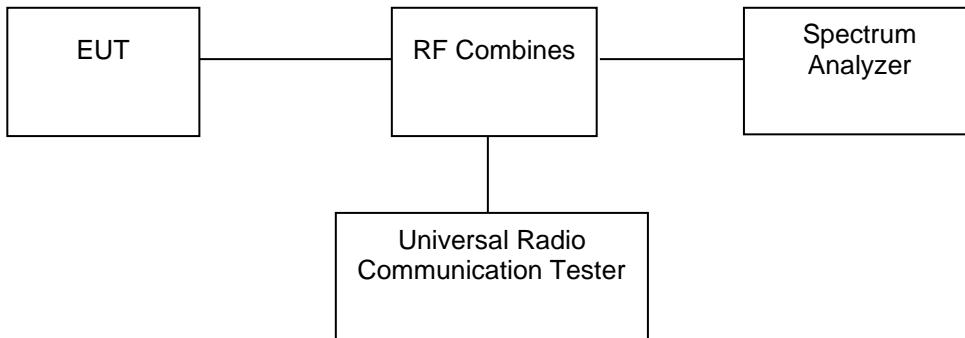 EUT
RF Combines
Spectrum
Analyzer
Universal Radio
Communication Tester